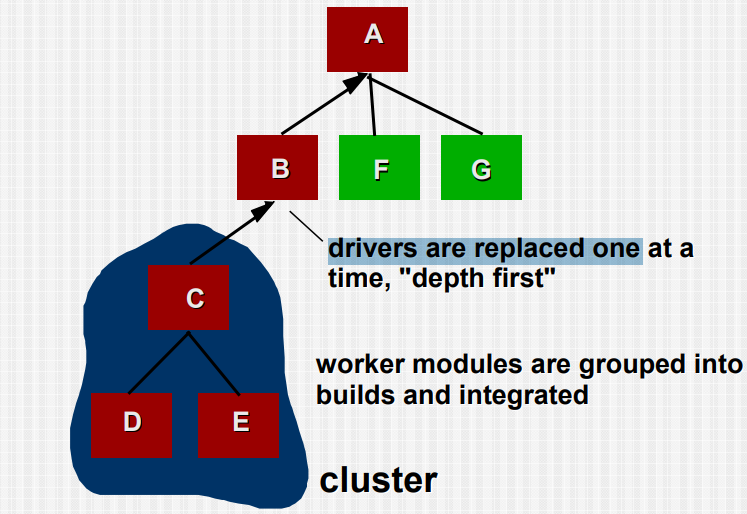 A
B
F
G
drivers are replaced one at a
time, "depth first"
C
worker modules are grouped into
builds and integrated
D
E
cluster